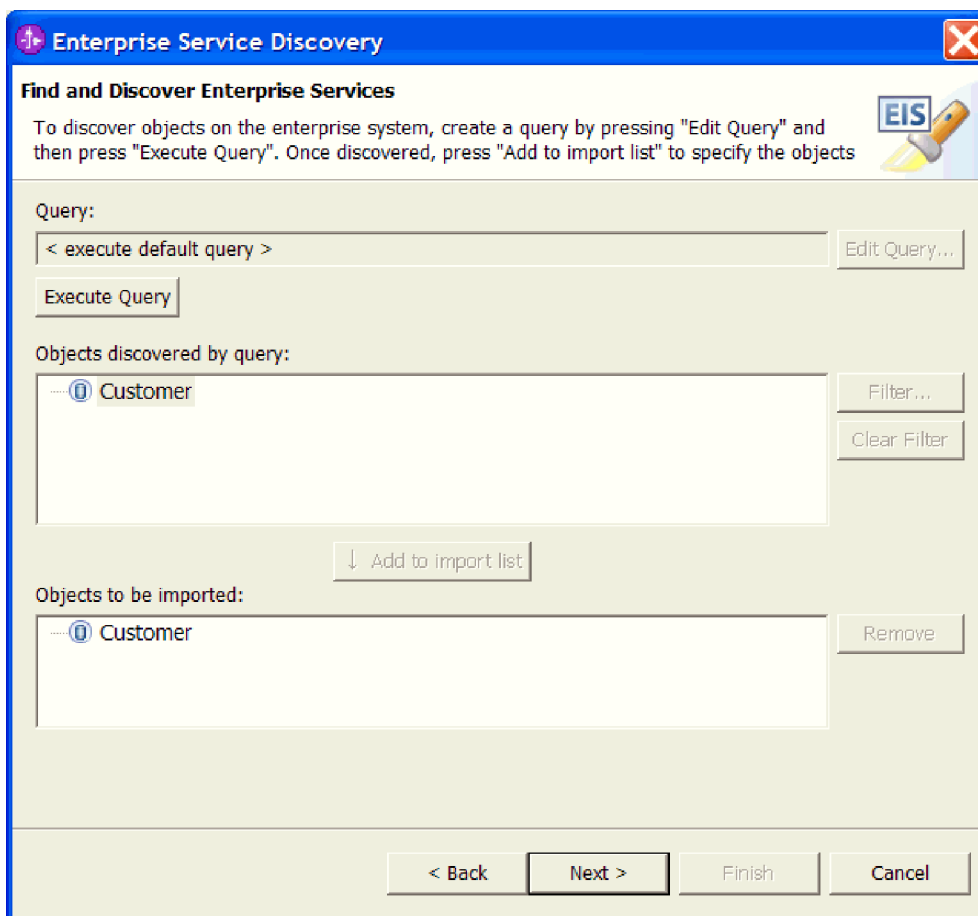 Enterprise Service Discovery
Find and Discover Enterprise Services
To discover objects on the enterprise system, create a query by pressing "Edit Query" and
then press "Execute Query". Once discovered, press "Add to import list" to specify the objects
EIS
Query:
< execute default query >
Edit Query...
Execute Query
Objects discovered by query:
Customer
Filter...
Clear Filter
↓ Add to import list
Objects to be imported:
Customer
Remove
< Back
Next >
Finish
Cancel